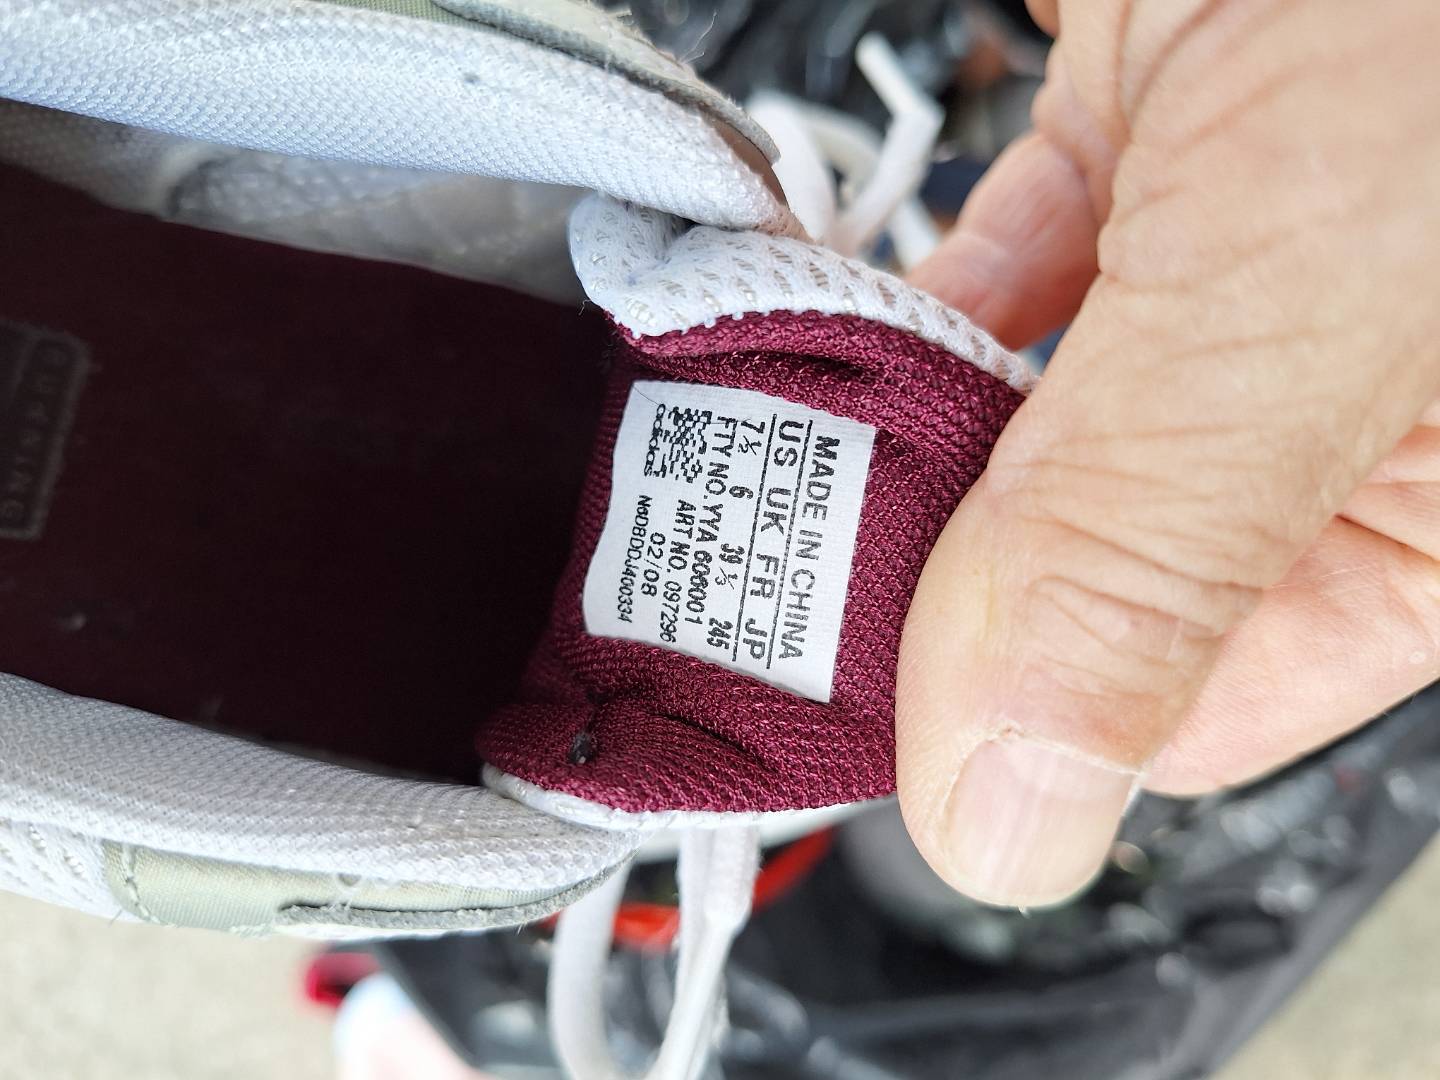 MADE IN CHINA
US UK FR JP
7½ 6 39⅓ 245
FTY NO. YYA 606001
ART NO. 097296
02/08
N6DBDDJ400334
adidas